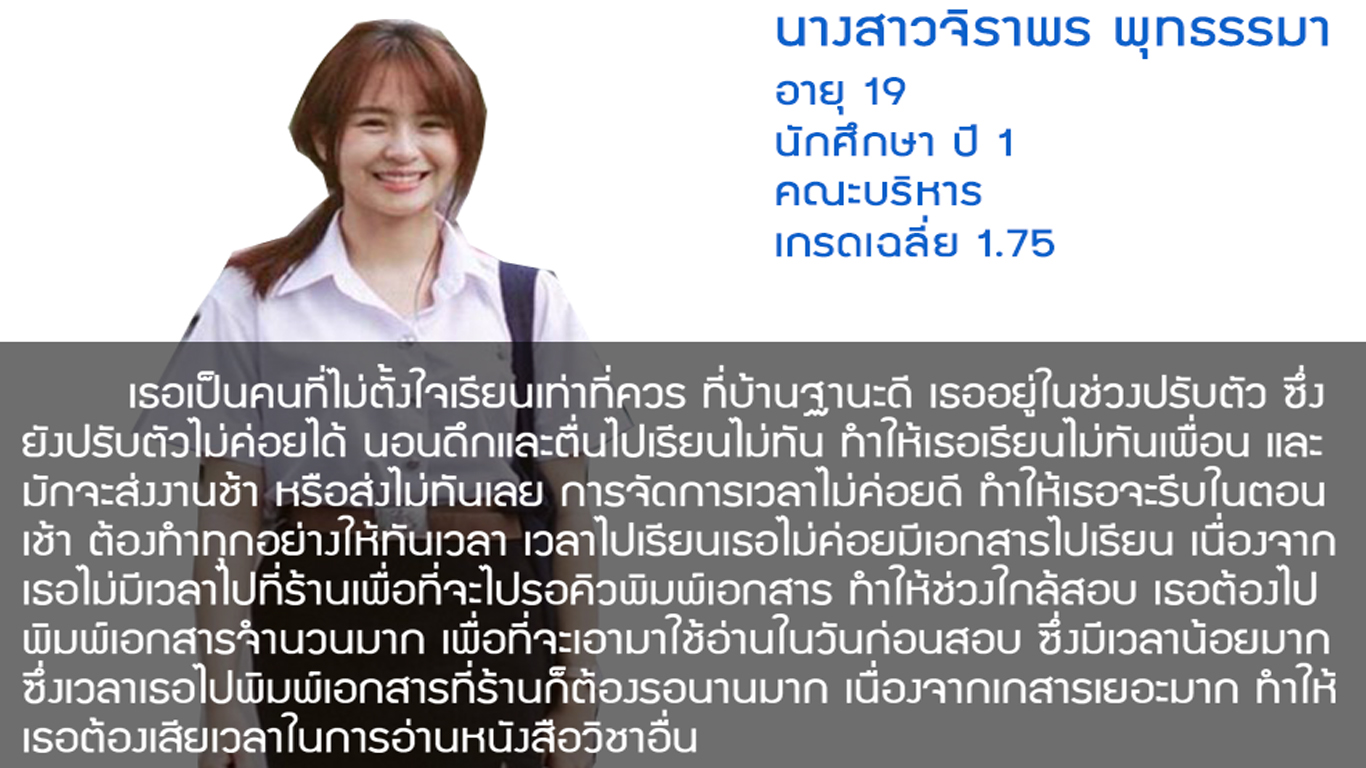 นางสาวจิราพร พุทธรรมา
อายุ 19
นักศึกษา ปี 1
คณะบริหาร
เกรดเฉลี่ย 1.75
เธอเป็นคนที่ไม่ตั้งใจเรียนเท่าที่ควร ที่บ้านฐานะดี เธออยู่ในช่วงปรับตัว ซึ่ง
ยังปรับตัวไม่ค่อยได้ นอนดึกและตื่นไปเรียนไม่ทัน ทำให้เธอเรียนไม่ทันเพื่อน และ
มักจะส่งงานช้า หรือส่งไม่ทันเลย การจัดการเวลาไม่ค่อยดี ทำให้เธอจะรีบในตอน
เช้า ต้องทำทุกอย่างให้ทันเวลา เวลาไปเรียนเธอไม่ค่อยมีเอกสารไปเรียน เนื่องจาก
เธอไม่มีเวลาไปที่ร้านเพื่อที่จะไปรอคิวพิมพ์เอกสาร ทำให้ช่วงใกล้สอบ เธอต้องไป
พิมพ์เอกสารจำนวนมาก เพื่อที่จะเอามาใช้อ่านในวันก่อนสอบ ซึ่งมีเวลาน้อยมาก
ซึ่งเวลาเธอไปพิมพ์เอกสารที่ร้านก็ต้องรอนานมาก เนื่องจากเกสารเยอะมาก ทำให้
เธอต้องเสียเวลาในการอ่านหนังสือวิชาอื่น